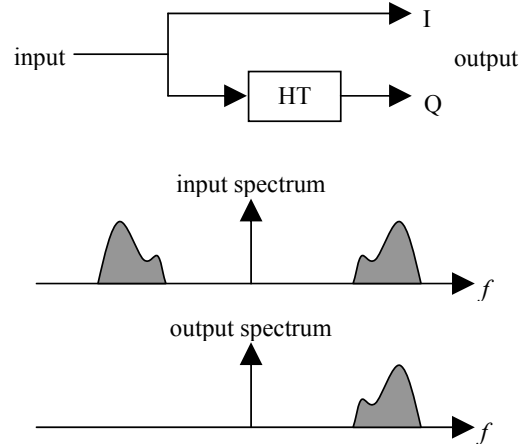 I
input
output
HT
Q
input spectrum
f
output spectrum
f